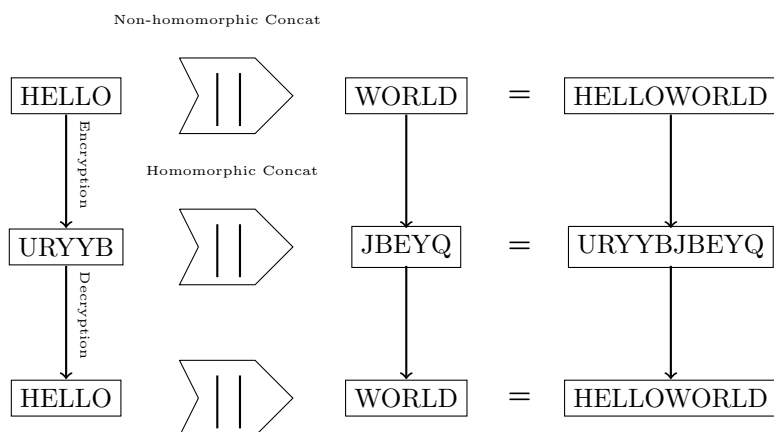 Non-homomorphic Concat
HELLO || WORLD = HELLOWORLD
Encryption
Homomorphic Concat
URYYB || JBEYQ = URYYBJBEYQ
Decryption
HELLO || WORLD = HELLOWORLD